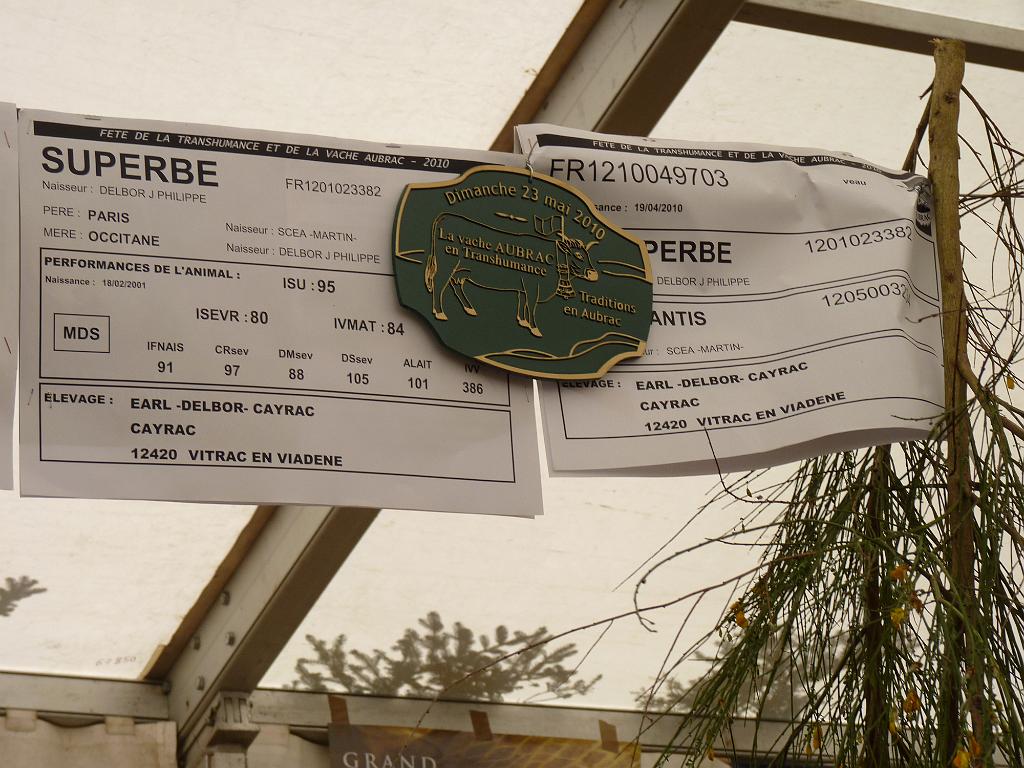 FETE DE LA TRANSHUMANCE ET DE LA VACHE AUBRAC - 2010
SUPERBE
FR1201023382
Naisseur : DELBOR J PHILIPPE
PERE : PARIS
Naisseur : SCEA -MARTIN-
MERE : OCCITANE
Naisseur : DELBOR J PHILIPPE
PERFORMANCES DE L'ANIMAL :
Naissance : 18/02/2001
ISU : 95
ISEVR : 80
IVMAT : 84
MDS
IFNAIS CRsev DMsev DSsev ALAIT IVV
91 97 88 105 101 386
ELEVAGE : EARL -DELBOR- CAYRAC
CAYRAC
12420 VITRAC EN VIADENE
Dimanche 23 mai 2010
La vache AUBRAC
en Transhumance
Traditions
en Aubrac
FETE DE LA TRANSHUMANCE ET DE LA VACHE AUBRAC - 2010
FR1210049703
veau
sance : 19/04/2010
PERBE
1201023382
DELBOR J PHILIPPE
ANTIS
12050032
ur : SCEA -MARTIN-
ELEVAGE : EARL -DELBOR- CAYRAC
CAYRAC
12420 VITRAC EN VIADENE
GRAND